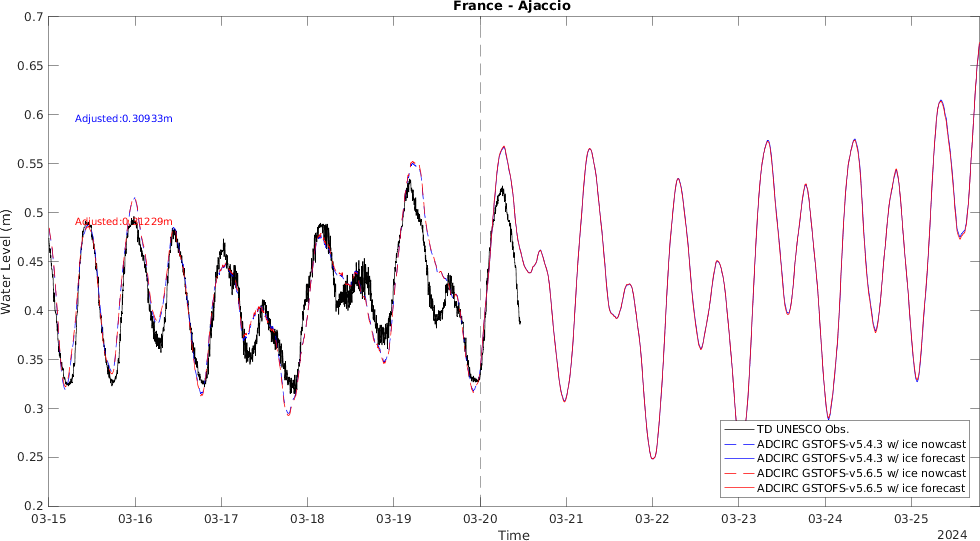 France - Ajaccio
0.7
0.65
0.6
0.55
0.5
0.45
0.4
0.35
0.3
0.25
0.2
Water Level (m)
Adjusted:0.30933m
TD UNESCO Obs.
ADCIRC GSTOFS-v5.4.3 w/ ice nowcast
ADCIRC GSTOFS-v5.4.3 w/ ice forecast
ADCIRC GSTOFS-v5.6.5 w/ ice nowcast
ADCIRC GSTOFS-v5.6.5 w/ ice forecast
03-15 03-16 03-17 03-18 03-19 03-20 03-21 03-22 03-23 03-24 03-25
Time
2024